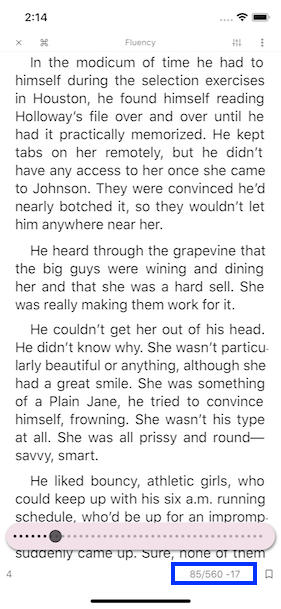 2:14
Fluency
In the modicum of time he had to
himself during the selection exercises
in Houston, he found himself reading
Holloway's file over and over until he
had it practically memorized. He kept
tabs on her remotely, but he didn't
have any access to her once she came
to Johnson. They were convinced he'd
nearly botched it, so they wouldn't let
him anywhere near her.
He heard through the grapevine that
the big guys were wining and dining
her and that she was a hard sell. She
was really making them work for it.
He couldn't get her out of his head.
He didn't know why. She wasn't particu-
larly beautiful or anything, although she
had a great smile. She was something
of a Plain Jane, he tried to convince
himself, frowning. She wasn't his type
at all. She was all prissy and round—
savvy, smart.
He liked bouncy, athletic girls, who
could keep up with his six a.m. running
schedule, who'd be up for an impromp-
suddenly came up. Sure, none of them
4 85/560 -17